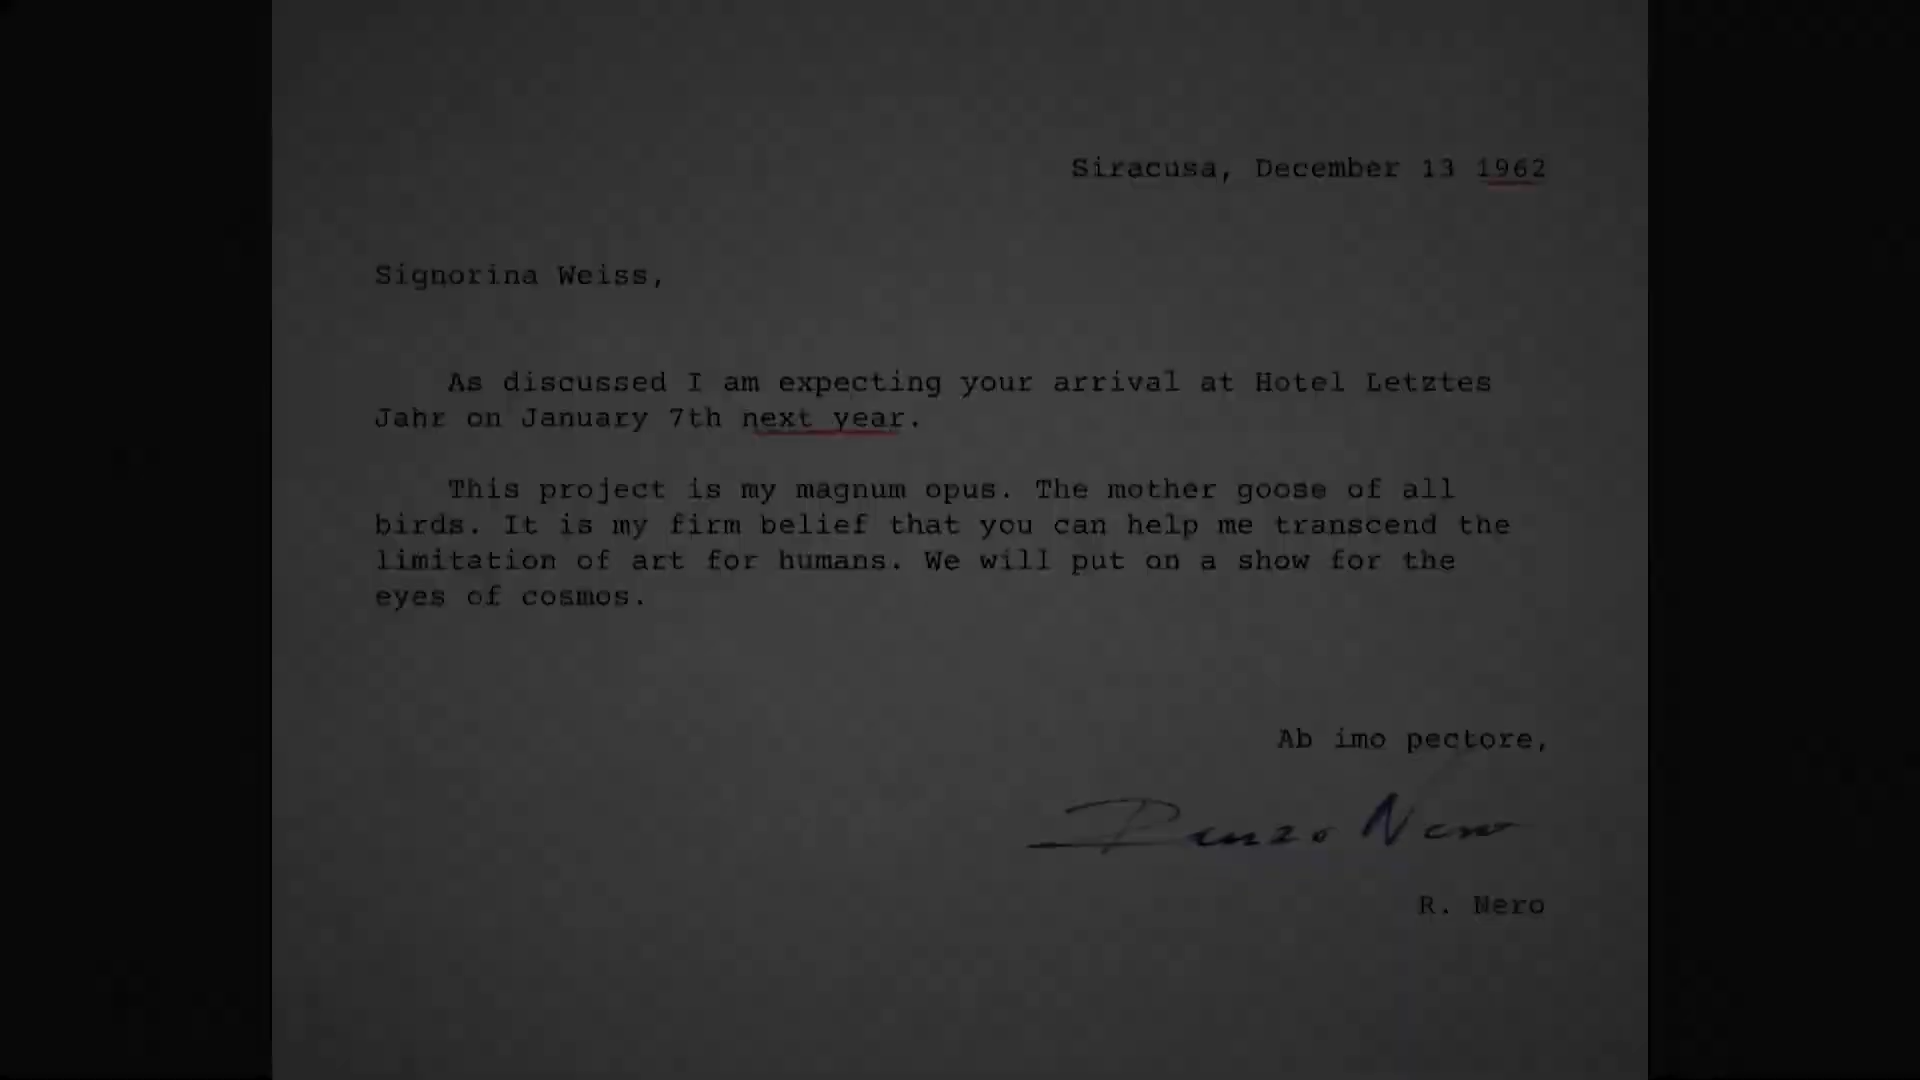 Siracusa, December 13 1962
Signorina Weiss,
As discussed I am expecting your arrival at Hotel Letztes
Jahr on January 7th next year.
This project is my magnum opus. The mother goose of all
birds. It is my firm belief that you can help me transcend the
limitation of art for humans. We will put on a show for the
eyes of cosmos.
Ab imo pectore,
Renzo Nero
R. Nero